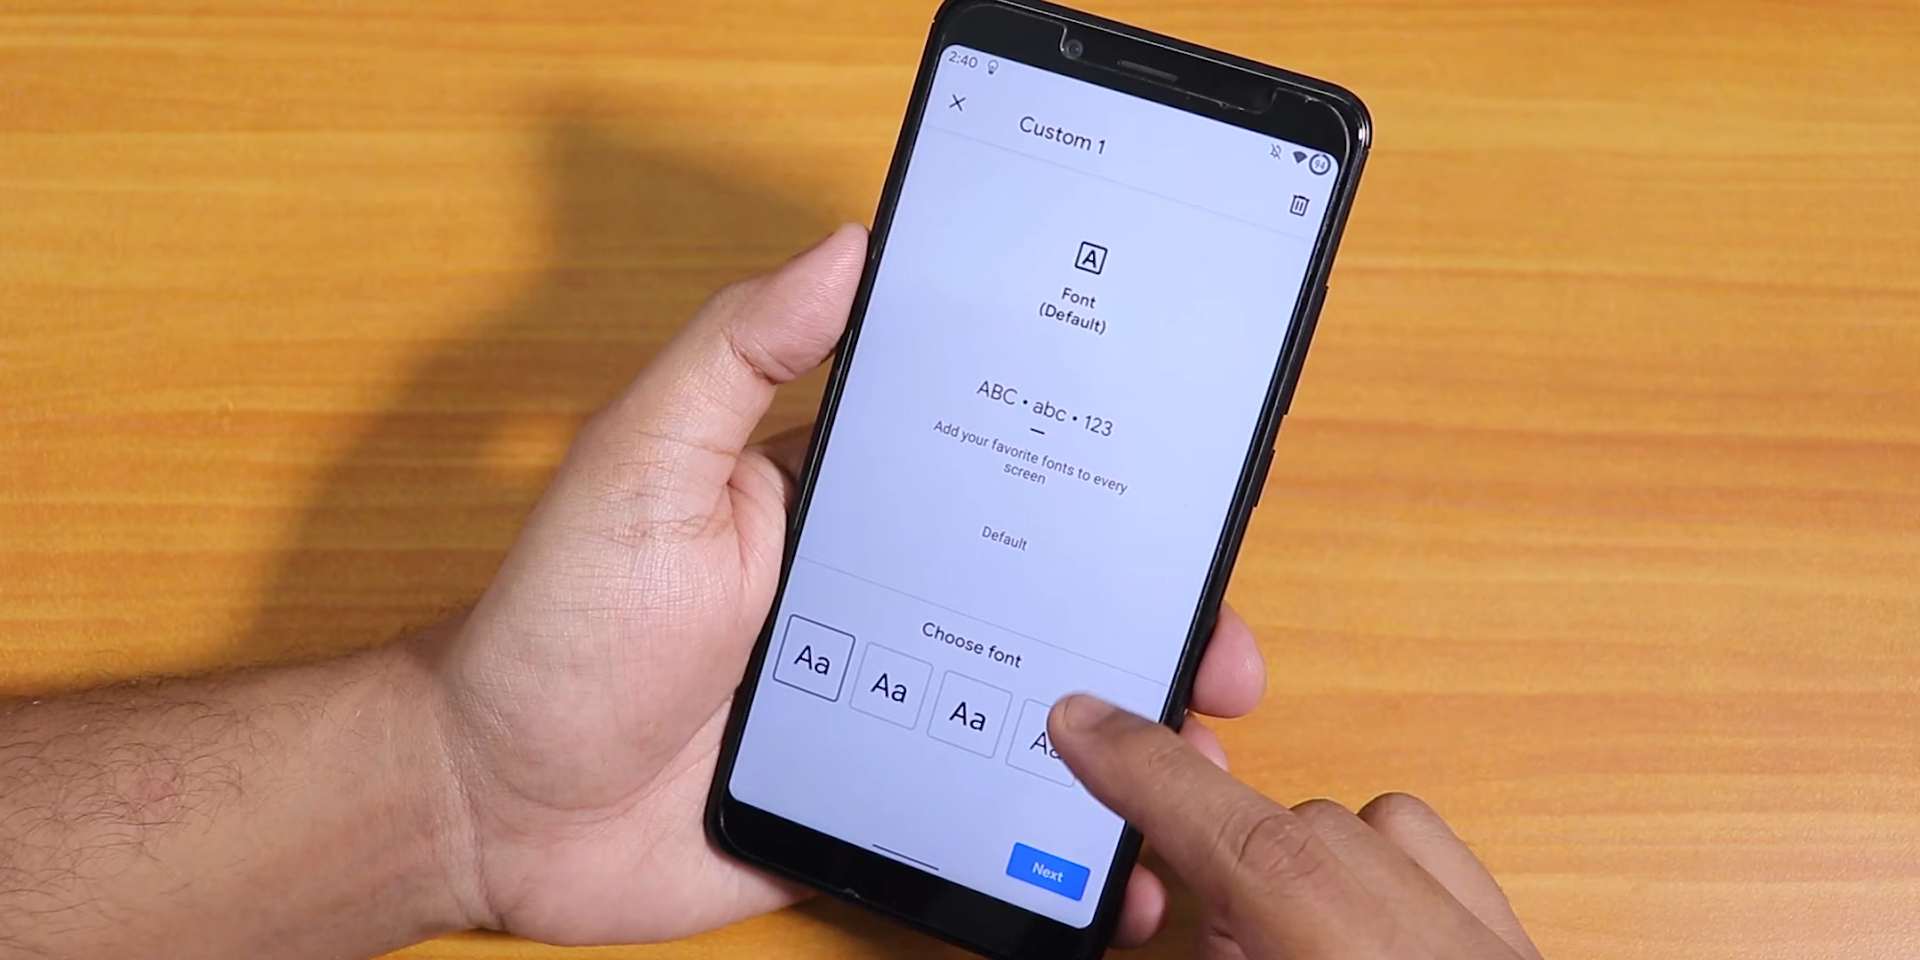 2:40
94
Custom 1
A
Font
(Default)
ABC • abc • 123
Add your favorite fonts to every
screen
Default
Choose font
Aa
Aa
Aa
Aa
Next